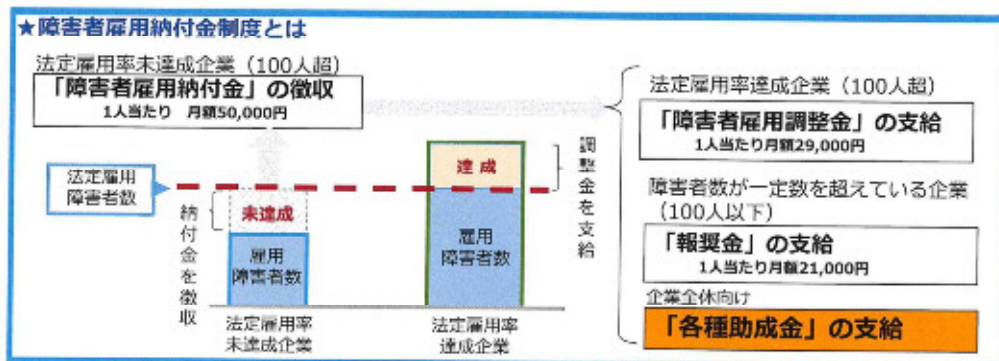 ★障害者雇用納付金制度とは
法定雇用率未達成企業（100人超）
「障害者雇用納付金」の徴収
1人当たり　月額50,000円
法定雇用
障害者数
納付金を徴収
未達成
雇用
障害者数
法定雇用率
未達成企業
達成
雇用
障害者数
法定雇用率
達成企業
調整金を支給
法定雇用率達成企業（100人超）
「障害者雇用調整金」の支給
1人当たり月額29,000円
障害者数が一定数を超えている企業
（100人以下）
「報奨金」の支給
1人当たり月額21,000円
企業全体向け
「各種助成金」の支給